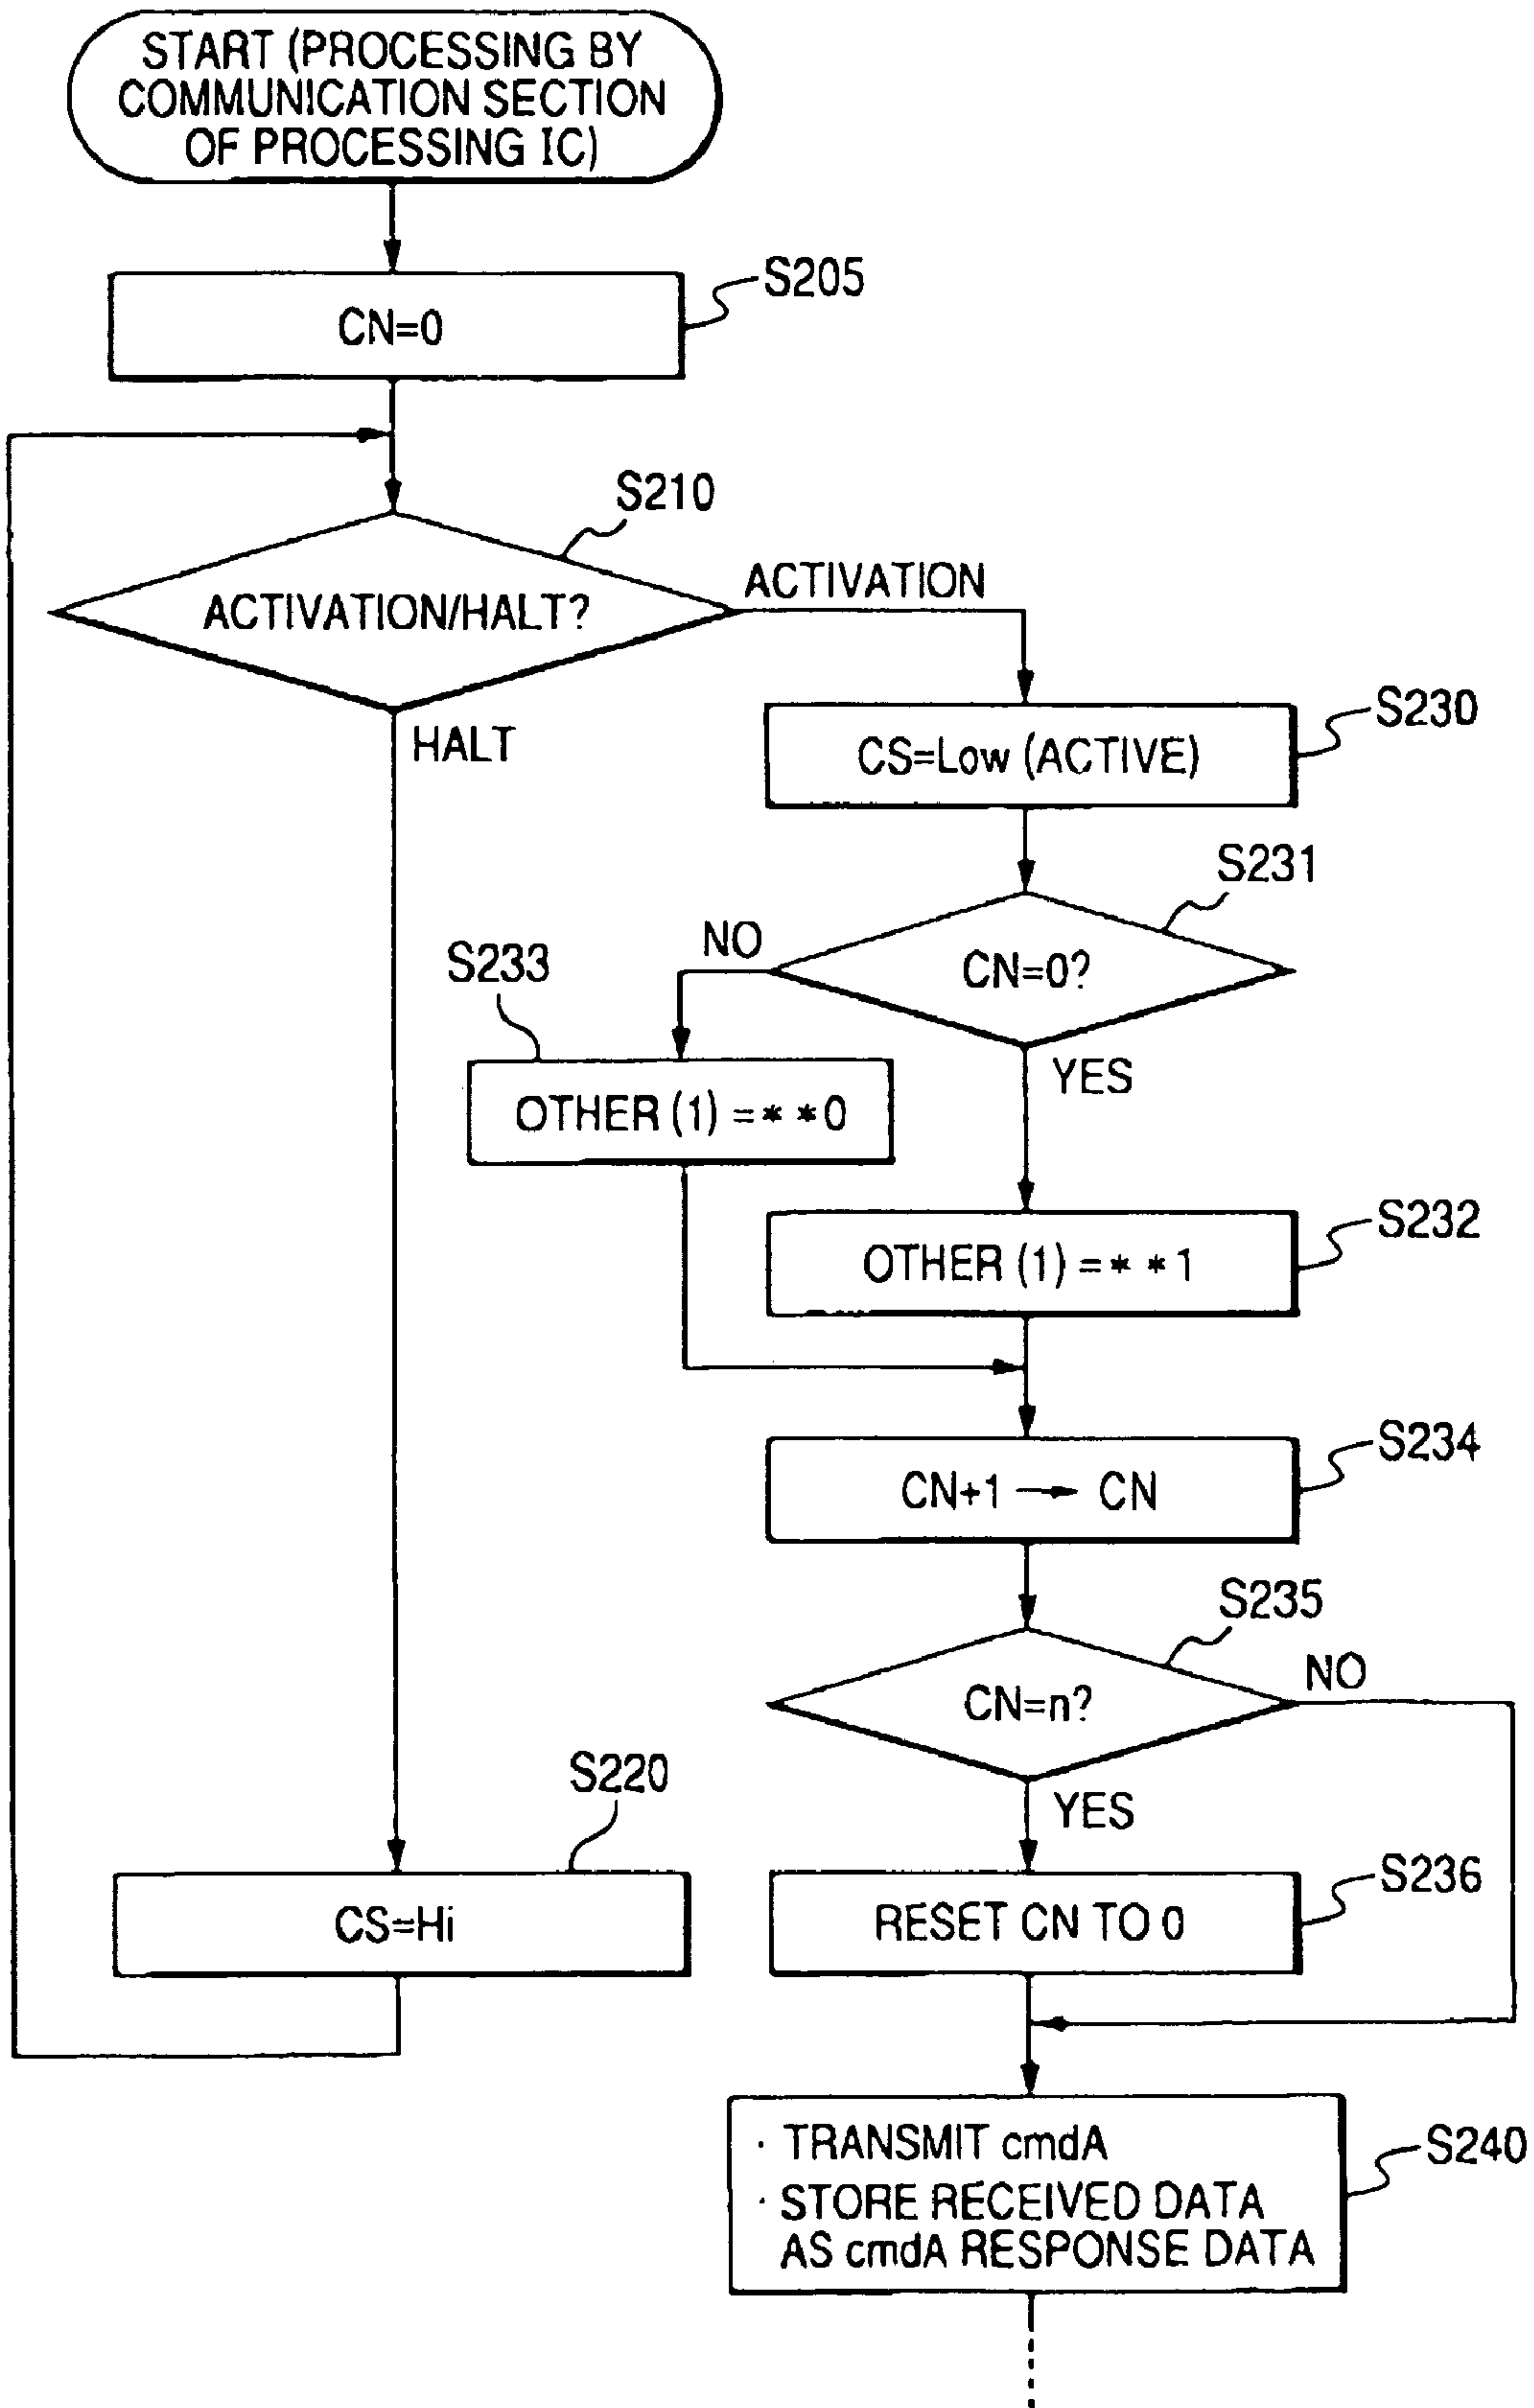 START (PROCESSING BY
COMMUNICATION SECTION
OF PROCESSING IC)
S205
CN=0
S210
ACTIVATION/HALT?
ACTIVATION
HALT
S230
CS=Low (ACTIVE)
S231
CN=0?
NO
YES
S233
OTHER (1) =＊＊0
S232
OTHER (1) =＊＊1
S234
CN+1 → CN
S235
CN=n?
NO
YES
S220
CS=Hi
S236
RESET CN TO 0
S240
· TRANSMIT cmdA
· STORE RECEIVED DATA
AS cmdA RESPONSE DATA